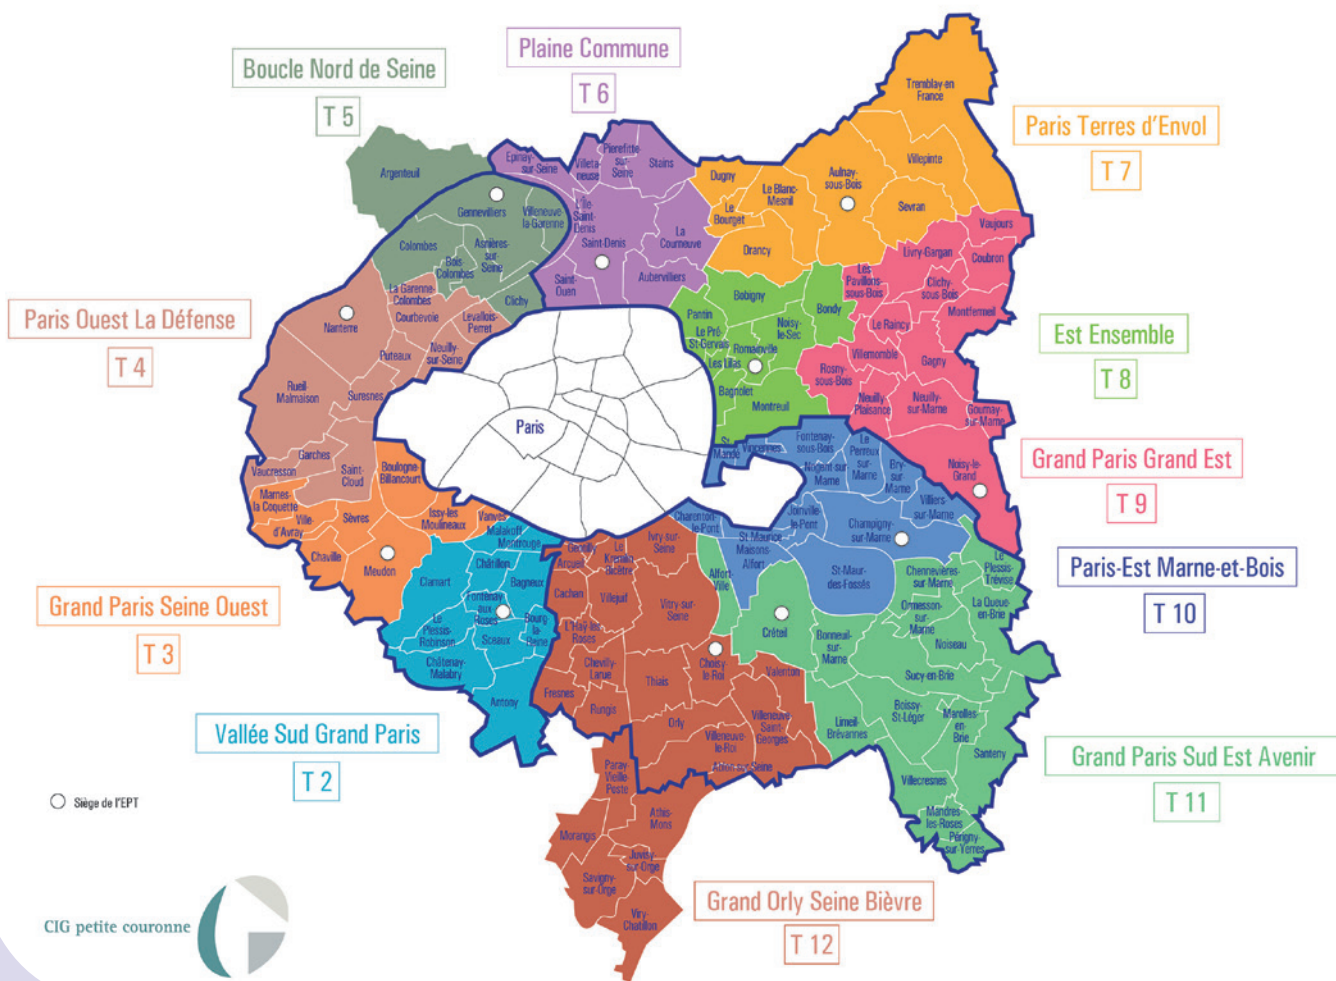 Plaine Commune
T 6
Boucle Nord de Seine
T 5
Paris Terres d'Envol
T 7
Paris Ouest La Défense
T 4
Est Ensemble
T 8
Grand Paris Grand Est
T 9
Paris-Est Marne-et-Bois
T 10
Grand Paris Seine Ouest
T 3
Vallée Sud Grand Paris
T 2
Grand Paris Sud Est Avenir
T 11
Grand Orly Seine Bièvre
T 12
Siège de l'EPT
CIG petite couronne
Argenteuil
Gennevilliers
Villeneuve-
la-Garenne
Colombes
Bois-
Colombes
Asnières-
sur-
Seine
Clichy
Epinay-
sur-Seine
Villeta-
neuse
Pierefitte-
sur-
Seine
Stains
L'Île-
Saint-
Denis
Saint-Denis
La
Courneuve
Saint-
Ouen
Aubervilliers
Tremblay-en
France
Villepinte
Aulnay-
sous-Bois
Sevran
Dugny
Le Blanc-
Mesnil
Le
Bourget
Drancy
Vaujours
Livry-Gargan
Coubron
Les
Pavillons-
sous-Bois
Clichy-
sous-Bois
Montfermeil
Le Raincy
Villemomble
Gagny
Rosny-
sous-Bois
Neuilly
Plaisance
Neuilly-
sur-Marne
Gournay-
sur-Marne
Noisy-le-
Grand
Bobigny
Bondy
Pantin
Noisy-
le-Sec
Le Pré-
St-Gervais
Romainville
Les Lilas
Bagnolet
Montreuil
La Garenne-
Colombes
Courbevoie
Levallois-
Perret
Nanterre
Puteaux
Neuilly-
sur-Seine
Rueil-
Malmaison
Suresnes
Garches
Vaucresson
Saint-
Cloud
Paris
Boulogne-
Billancourt
Marnes-
la Coquette
Ville-
d'Avray
Sèvres
Issy-les
Moulineaux
Vanves
Chaville
Meudon
Malakoff
Montrouge
Châtillon
Clamart
Bagneux
Fontenay
aux
Roses
Bourg-
la-Reine
Le
Plessis-
Robinson
Sceaux
Châtenay-
Malabry
Antony
Mandé
Vincennes
Fontenay-
sous-Bois
Le
Perreux
sur-
Marne
Nogent-sur
Marne
Bry-
sur-
Marne
Villiers
sur-Marne
Joinville-
le-Pont
Champigny-
sur-Marne
Charenton-
le-Pont
St-Maurice
Maisons-
Alfort
St-Maur-
des-Fossés
Alfort-
Ville
Créteil
Chennevières-
sur-Marne
Le
Plessis-
Trévise
La Queue-
en-Brie
Ormesson-
sur-
Marne
Noiseau
Bonneuil-
sur-
Marne
Sucy-en-Brie
Boissy-
St-Léger
Limeil-
Brévannes
Marolles-
en-
Brie
Santeny
Villecresnes
Mandres-
les-Roses
Périgny-
sur-Yerres
Gentilly
Arcueil
Le
Kremlin-
Bicêtre
Ivry-sur-
Seine
Cachan
Villejuif
Vitry-sur-
Seine
L'Haÿ-les-
Roses
Chevilly-
Larue
Choisy-
le-Roi
Thiais
Valenton
Fresnes
Rungis
Orly
Villeneuve-
Saint-
Georges
Villeneuve-
le-Roi
Ablon-sur-Seine
Paray-
Vieille-
Poste
Athis-
Mons
Morangis
Juvisy-
sur-Orge
Savigny-
sur-Orge
Viry-
Chatillon